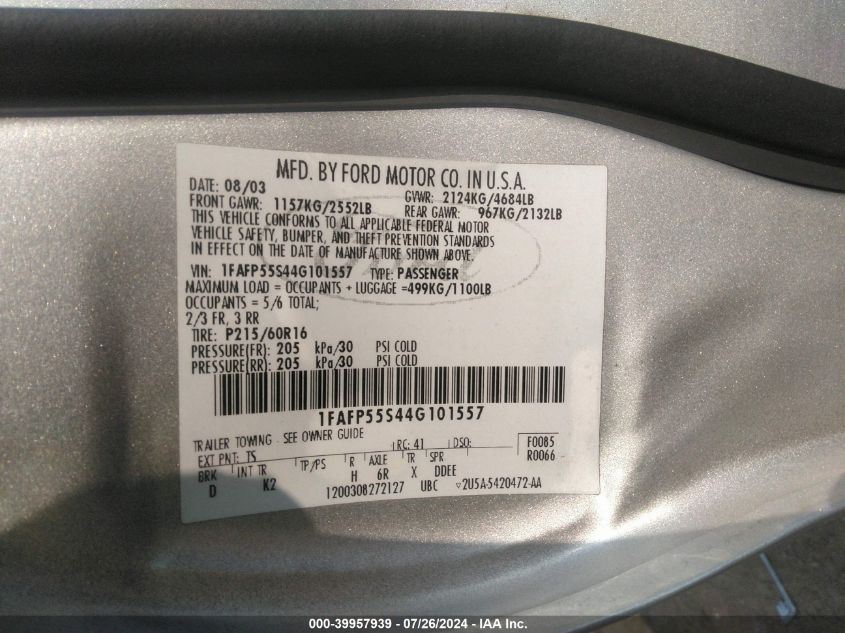 MFD. BY FORD MOTOR CO. IN U.S.A.
DATE: 08/03 GVWR: 2124KG/4684LB
FRONT GAWR: 1157KG/2552LB REAR GAWR: 967KG/2132LB
THIS VEHICLE CONFORMS TO ALL APPLICABLE FEDERAL MOTOR
VEHICLE SAFETY, BUMPER, AND THEFT PREVENTION STANDARDS
IN EFFECT ON THE DATE OF MANUFACTURE SHOWN ABOVE.
VIN: 1FAFP55S44G101557 TYPE: PASSENGER
MAXIMUM LOAD = OCCUPANTS + LUGGAGE =499KG/1100LB
OCCUPANTS = 5/6 TOTAL;
2/3 FR, 3 RR
TIRE: P215/60R16
PRESSURE(FR): 205 kPa/30 PSI COLD
PRESSURE(RR): 205 kPa/30 PSI COLD
1FAFP55S44G101557
TRAILER TOWING - SEE OWNER GUIDE
EXT PNT: TS RC: 41 DSO: F0085
R0066
BRK INT TR TP/PS R AXLE TR SPR
D K2 H 6R X DDEE
1200308272127 UBC ▽2U5A-5420472-AA
000-39957939 - 07/26/2024 - IAA Inc.